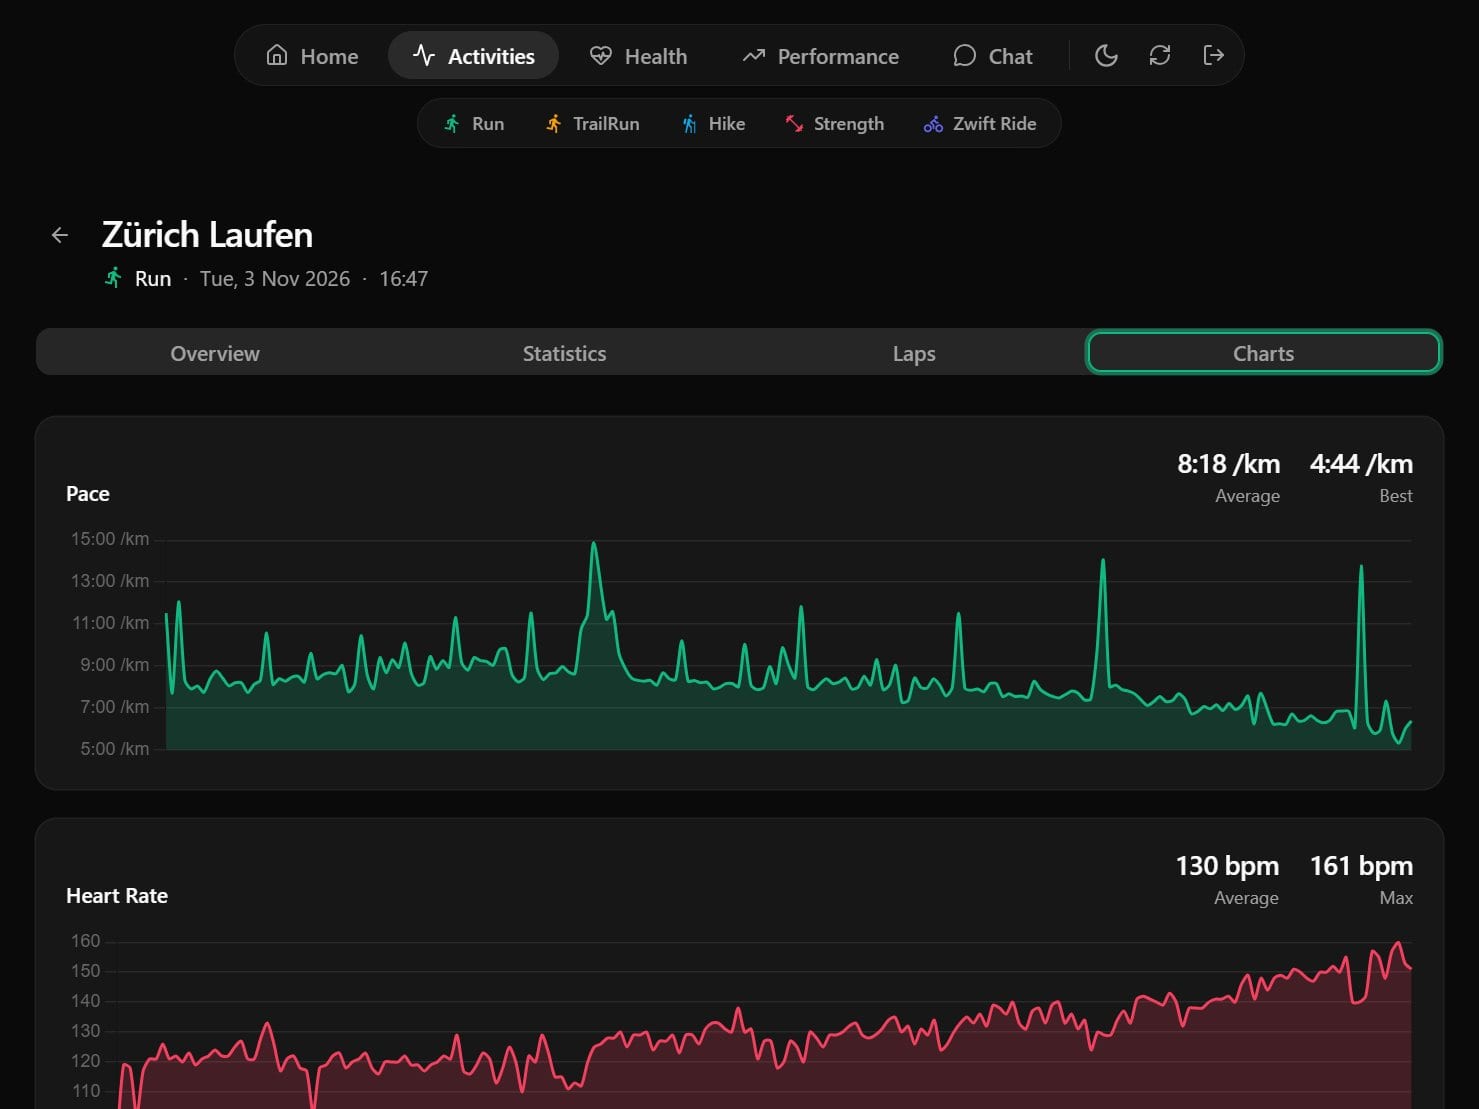 Home Activities Health Performance Chat
Run TrailRun Hike Strength Zwift Ride
Zürich Laufen
Run · Tue, 3 Nov 2026 · 16:47
Overview Statistics Laps Charts
8:18 /km 4:44 /km
Average Best
Pace
15:00 /km
13:00 /km
11:00 /km
9:00 /km
7:00 /km
5:00 /km
130 bpm 161 bpm
Average Max
Heart Rate
160
150
140
130
120
110